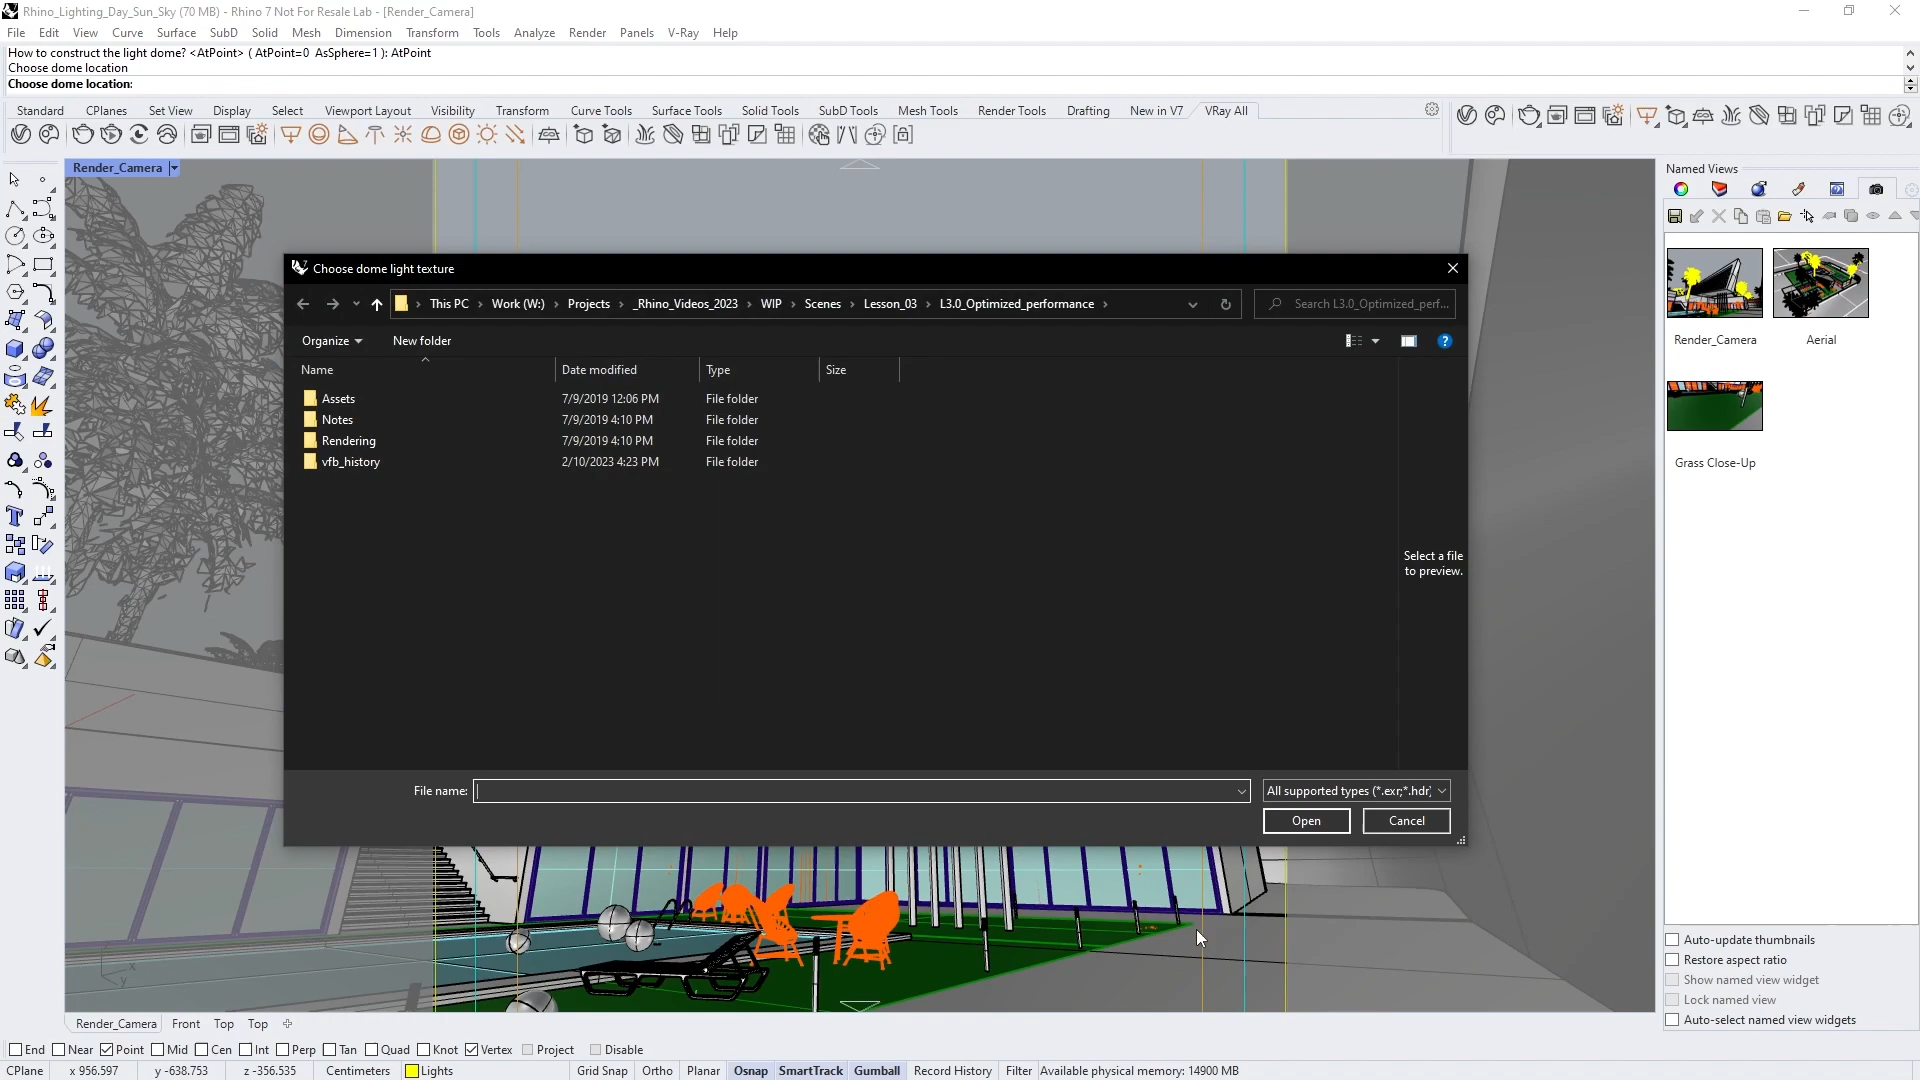 Rhino_Lighting_Day_Sun_Sky (70 MB) - Rhino 7 Not For Resale Lab - [Render_Camera]
File Edit View Curve Surface SubD Solid Mesh Dimension Transform Tools Analyze Render Panels V-Ray Help
How to construct the light dome? <AtPoint> ( AtPoint=0 AsSphere=1 ): AtPoint
Choose dome location
Choose dome location:
Standard CPlanes Set View Display Select Viewport Layout Visibility Transform Curve Tools Surface Tools Solid Tools SubD Tools Mesh Tools Render Tools Drafting New in V7 VRay All
Render_Camera
Named Views
Choose dome light texture
This PC > Work (W:) > Projects > _Rhino_Videos_2023 > WIP > Scenes > Lesson_03 > L3.0_Optimized_performance >
Search L3.0_Optimized_perf...
Organize New folder
Name Date modified Type Size
Assets 7/9/2019 12:06 PM File folder
Notes 7/9/2019 4:10 PM File folder
Rendering 7/9/2019 4:10 PM File folder
vfb_history 2/10/2023 4:23 PM File folder
Select a file
to preview.
File name: All supported types (*.exr;*.hdr;
Open Cancel
Render_Camera Aerial
Grass Close-Up
Auto-update thumbnails
Restore aspect ratio
Show named view widget
Lock named view
Auto-select named view widgets
x
y
Render_Camera Front Top Top
End Near Point Mid Cen Int Perp Tan Quad Knot Vertex Project Disable
CPlane x 956.597 y -638.753 z -356.535 Centimeters Lights Grid Snap Ortho Planar Osnap SmartTrack Gumball Record History Filter Available physical memory: 14900 MB